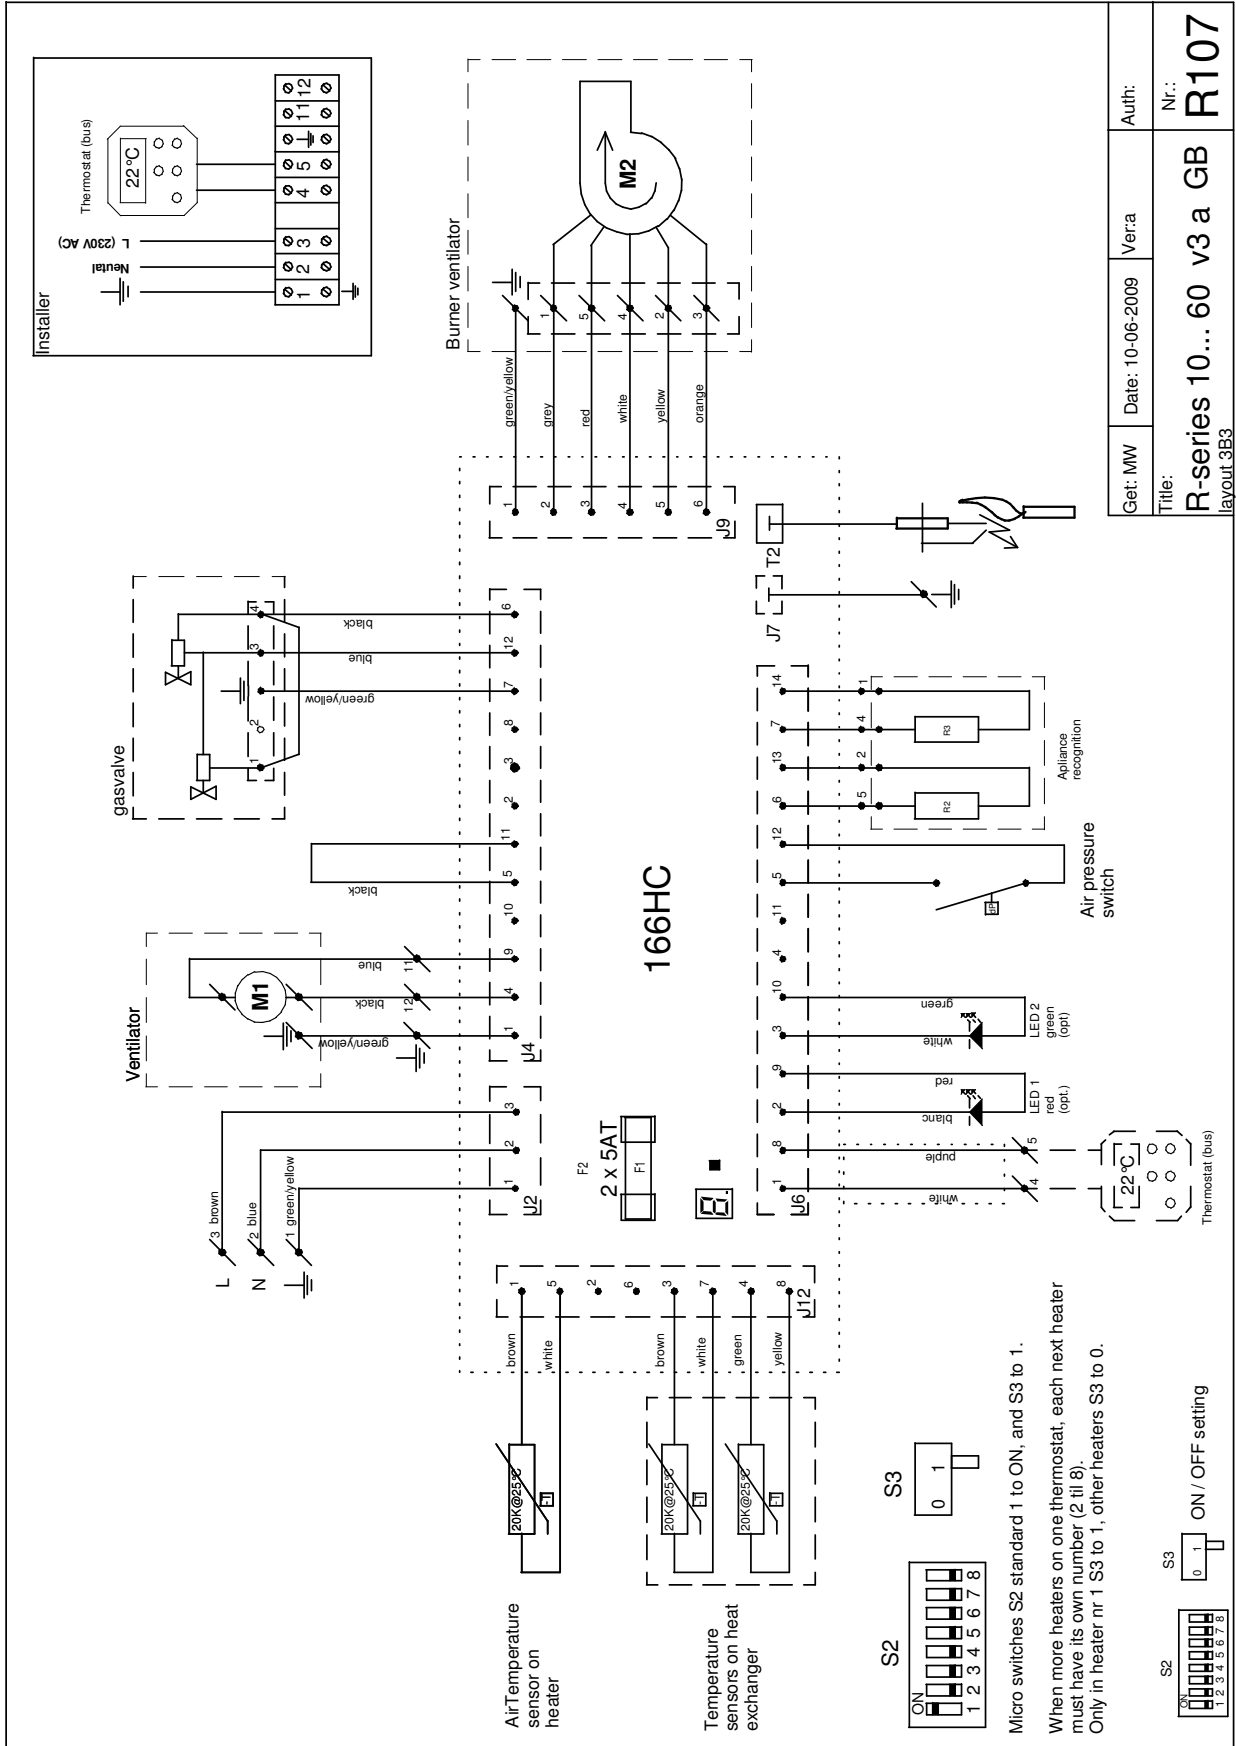 Installer
Thermostat (bus)
22°C
L (230V AC)
Neutal
1 2 3 4 5 11 12
Burner ventilator
M2
1
5
4
2
3
green/yellow
grey
red
white
yellow
orange
1
2
3
4
5
6
J9
gasvalve
1 2 3 4
black
blue
green/yellow
black
Ventilator
M1
blue
black
green/yellow
11
12
1 4 9 10 5 11 2 3 8 7 12 6
J4
L
N
3 brown
2 blue
1 green/yellow
1 2 3
J2
166HC
F2
2 x 5AT
F1
8.
T2
J7
1 8 2 9 3 10 4 11 5 12 6 13 7 14
J6
white
puple
blanc
red
white
green
4
5
22°C
Thermostat (bus)
LED 1
red
(opt.)
LED 2
green
(opt)
dP
Air pressure
switch
5 2 4 1
R2
R3
Apliance
recognition
1
5
2
6
3
7
4
8
J12
brown
white
brown
white
green
yellow
20K@25°C
-T
20K@25°C
-T
20K@25°C
-T
AirTemperature
sensor on
heater
Temperature
sensors on heat
exchanger
S2
ON
1 2 3 4 5 6 7 8
S3
0 1
Micro switches S2 standard 1 to ON, and S3 to 1.
When more heaters on one thermostat, each next heater
must have its own number (2 til 8).
Only in heater nr 1 S3 to 1, other heaters S3 to 0.
S2
ON
1 2 3 4 5 6 7 8
S3
0 1
ON / OFF setting
Get: MW
Date: 10-06-2009
Ver:a
Auth:
Title:
R-series 10... 60 v3 a GB
layout 3B3
Nr.:
R107